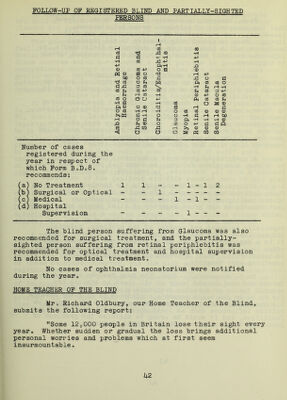 FOLLOW-UP OF REGISTERED BLIND AND PARTIALLY-SIGHTED
PERSONS
Amblyopia and Retinal
Haemorrhage
Chronic Glaucoma and
Senile Cataract
Choroiditis/Endophthal-
mitis
Glaucoma
Myopia
Retinal Periphlebitis
Senile Cataract
Senile Macula
Degeneration
Number of cases
registered during the
year in respect of
which Form B.D.8.
recommends:
(a) No Treatment 1 1 - - 1 - 1 2
(b) Surgical or Optical - - 1 - - - - -
(c) Medical - - - 1 - 1 - -
(d) Hospital
Supervision - - - - 1 - - -
The blind person suffering from Glaucoma was also
recommended for surgical treatment, and the partially-
sighted person suffering from retinal periphlebitis was
recommended for optical treatment and hospital supervision
in addition to medical treatment.
No cases of ophthalmia neonatorium were notified
during the year.
HOME TEACHER OF THE BLIND
Mr. Richard Oldbury, our Home Teacher of the Blind,
submits the following report:
"Some 12,000 people in Britain lose their sight every
year. Whether sudden or gradual the loss brings additional
personal worries and problems which at first seem
insurmountable.
42